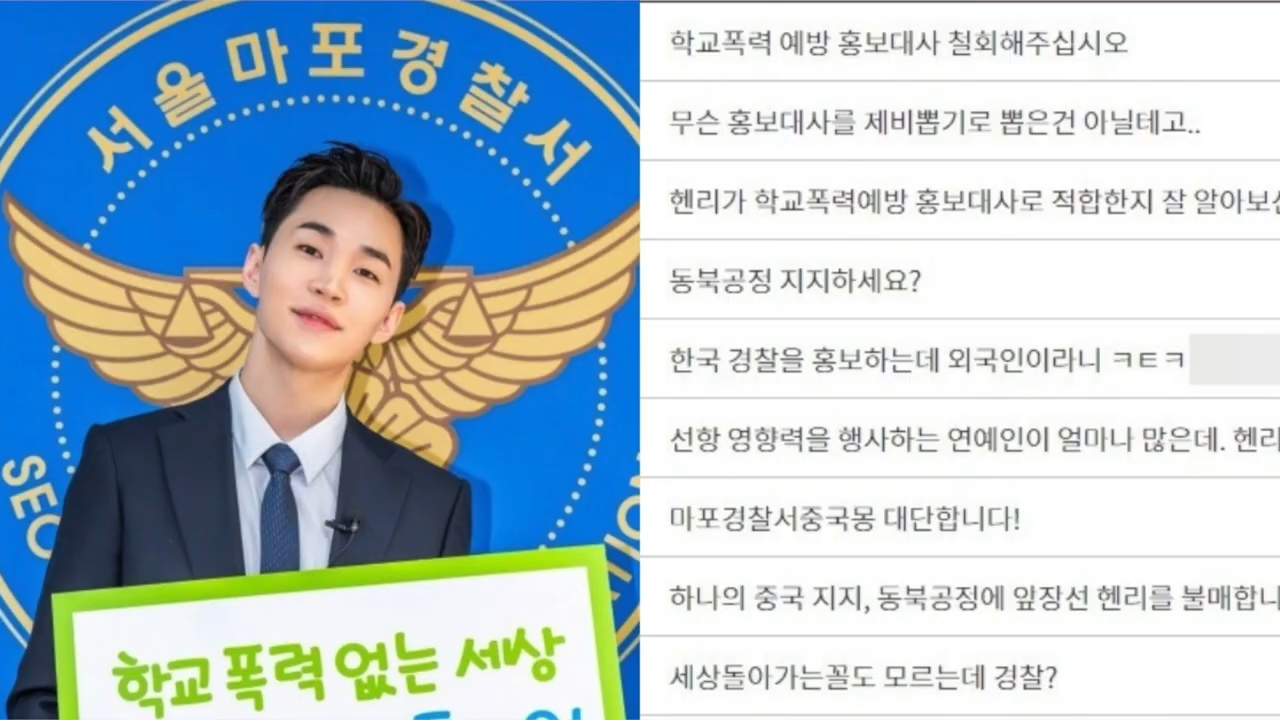 서울마포경찰서
SEO
학교폭력 없는 세상
학교폭력 예방 홍보대사 철회해주십시오
무슨 홍보대사를 제비뽑기로 뽑은건 아닐테고..
헨리가 학교폭력예방 홍보대사로 적합한지 잘 알아보
동북공정 지지하세요?
한국 경찰을 홍보하는데 외국인이라니 ㅋㅌㅋ
선항 영향력을 행사하는 연예인이 얼마나 많은데. 헨리
마포경찰서중국몽 대단합니다!
하나의 중국 지지, 동북공정에 앞장선 헨리를 불매합니
세상돌아가는꼴도 모르는데 경찰?